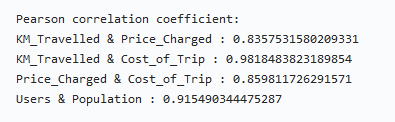 Pearson correlation coefficient:
KM_Travelled & Price_Charged : 0.8357531580209331
KM_Travelled & Cost_of_Trip : 0.9818483823189854
Price_Charged & Cost_of_Trip : 0.859811726291571
Users & Population : 0.915490344475287